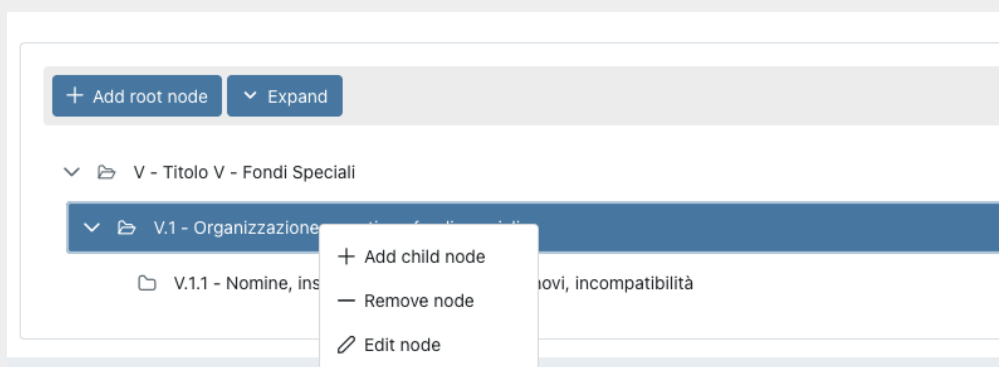 Add root node
Expand
V - Titolo V - Fondi Speciali
V.1 - Organizzazione
Add child node
V.1.1 - Nomine, ins
novi, incompatibilità
Remove node
Edit node